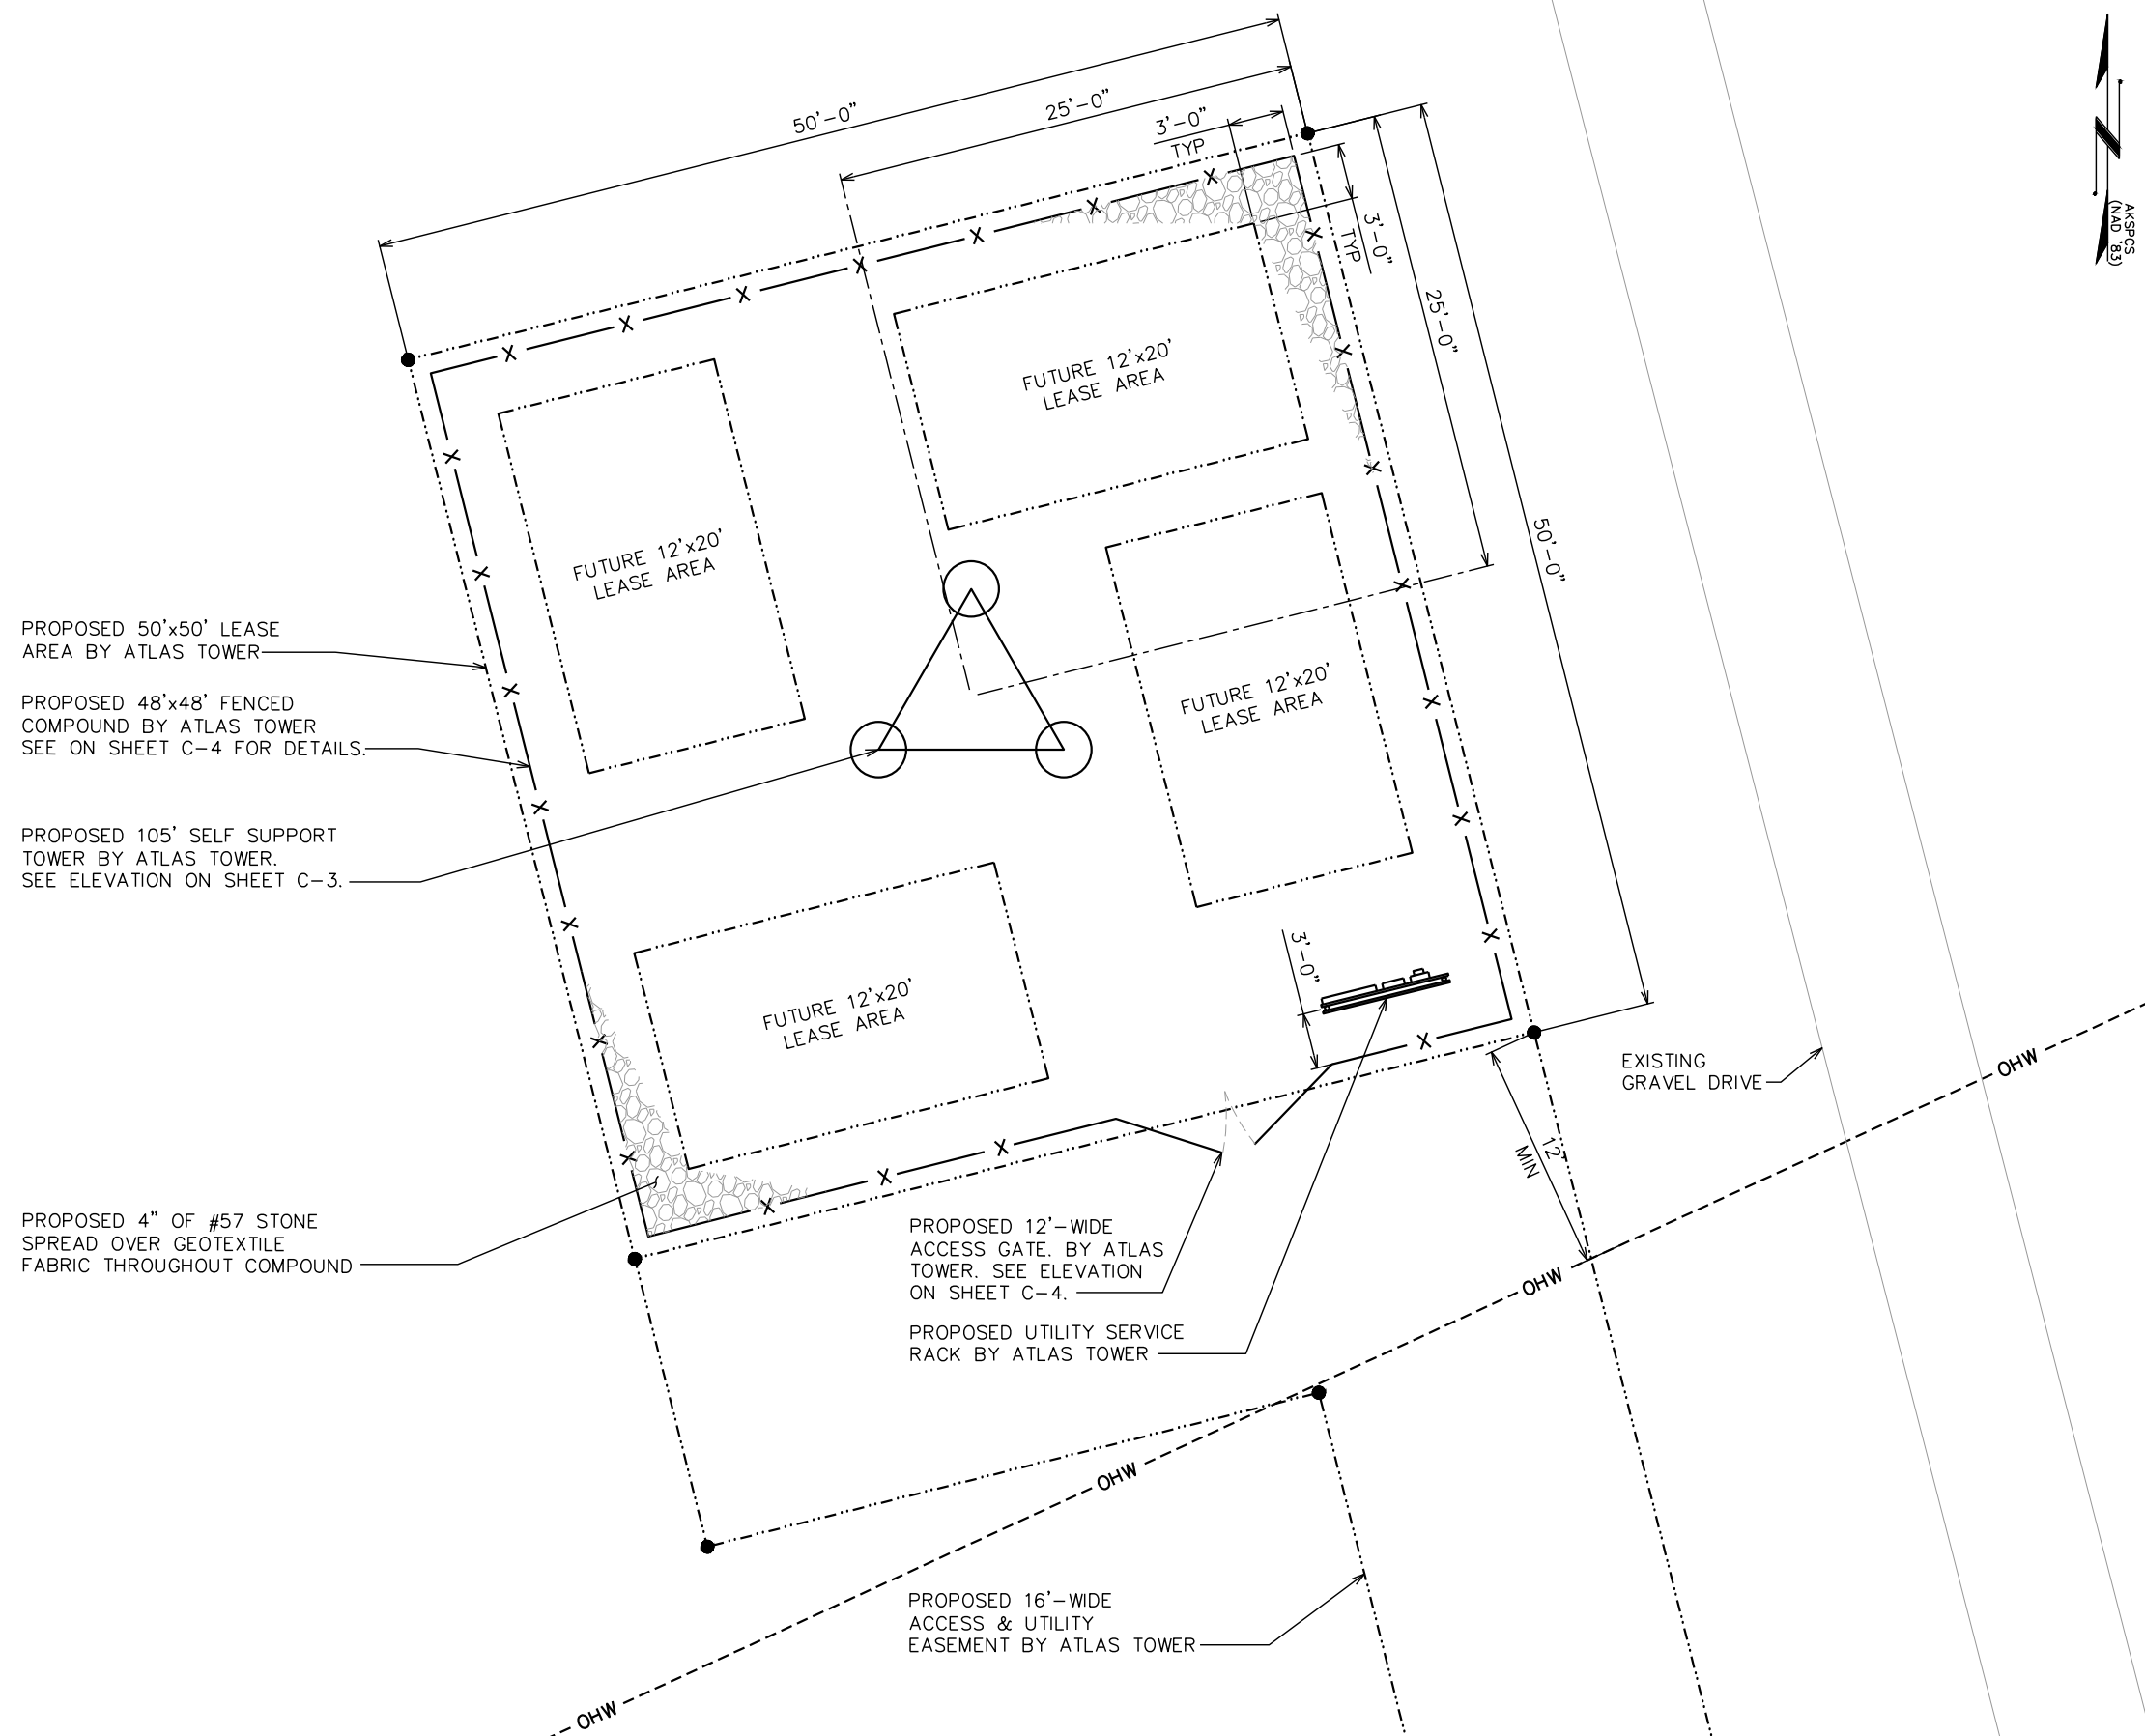 50'-0"
25'-0"
3'-0"
TYP
3'-0"
TYP
25'-0"
50'-0"
AKSPCS
(NAD '83)
FUTURE 12'x20'
LEASE AREA
FUTURE 12'x20'
LEASE AREA
FUTURE 12'x20'
LEASE AREA
FUTURE 12'x20'
LEASE AREA
PROPOSED 50'x50' LEASE
AREA BY ATLAS TOWER
PROPOSED 48'x48' FENCED
COMPOUND BY ATLAS TOWER
SEE ON SHEET C-4 FOR DETAILS.
PROPOSED 105' SELF SUPPORT
TOWER BY ATLAS TOWER.
SEE ELEVATION ON SHEET C-3.
3'-0"
EXISTING
GRAVEL DRIVE
OHW
12'
MIN
PROPOSED 4" OF #57 STONE
SPREAD OVER GEOTEXTILE
FABRIC THROUGHOUT COMPOUND
PROPOSED 12'-WIDE
ACCESS GATE. BY ATLAS
TOWER. SEE ELEVATION
ON SHEET C-4.
OHW
PROPOSED UTILITY SERVICE
RACK BY ATLAS TOWER
OHW
PROPOSED 16'-WIDE
ACCESS & UTILITY
EASEMENT BY ATLAS TOWER
OHW